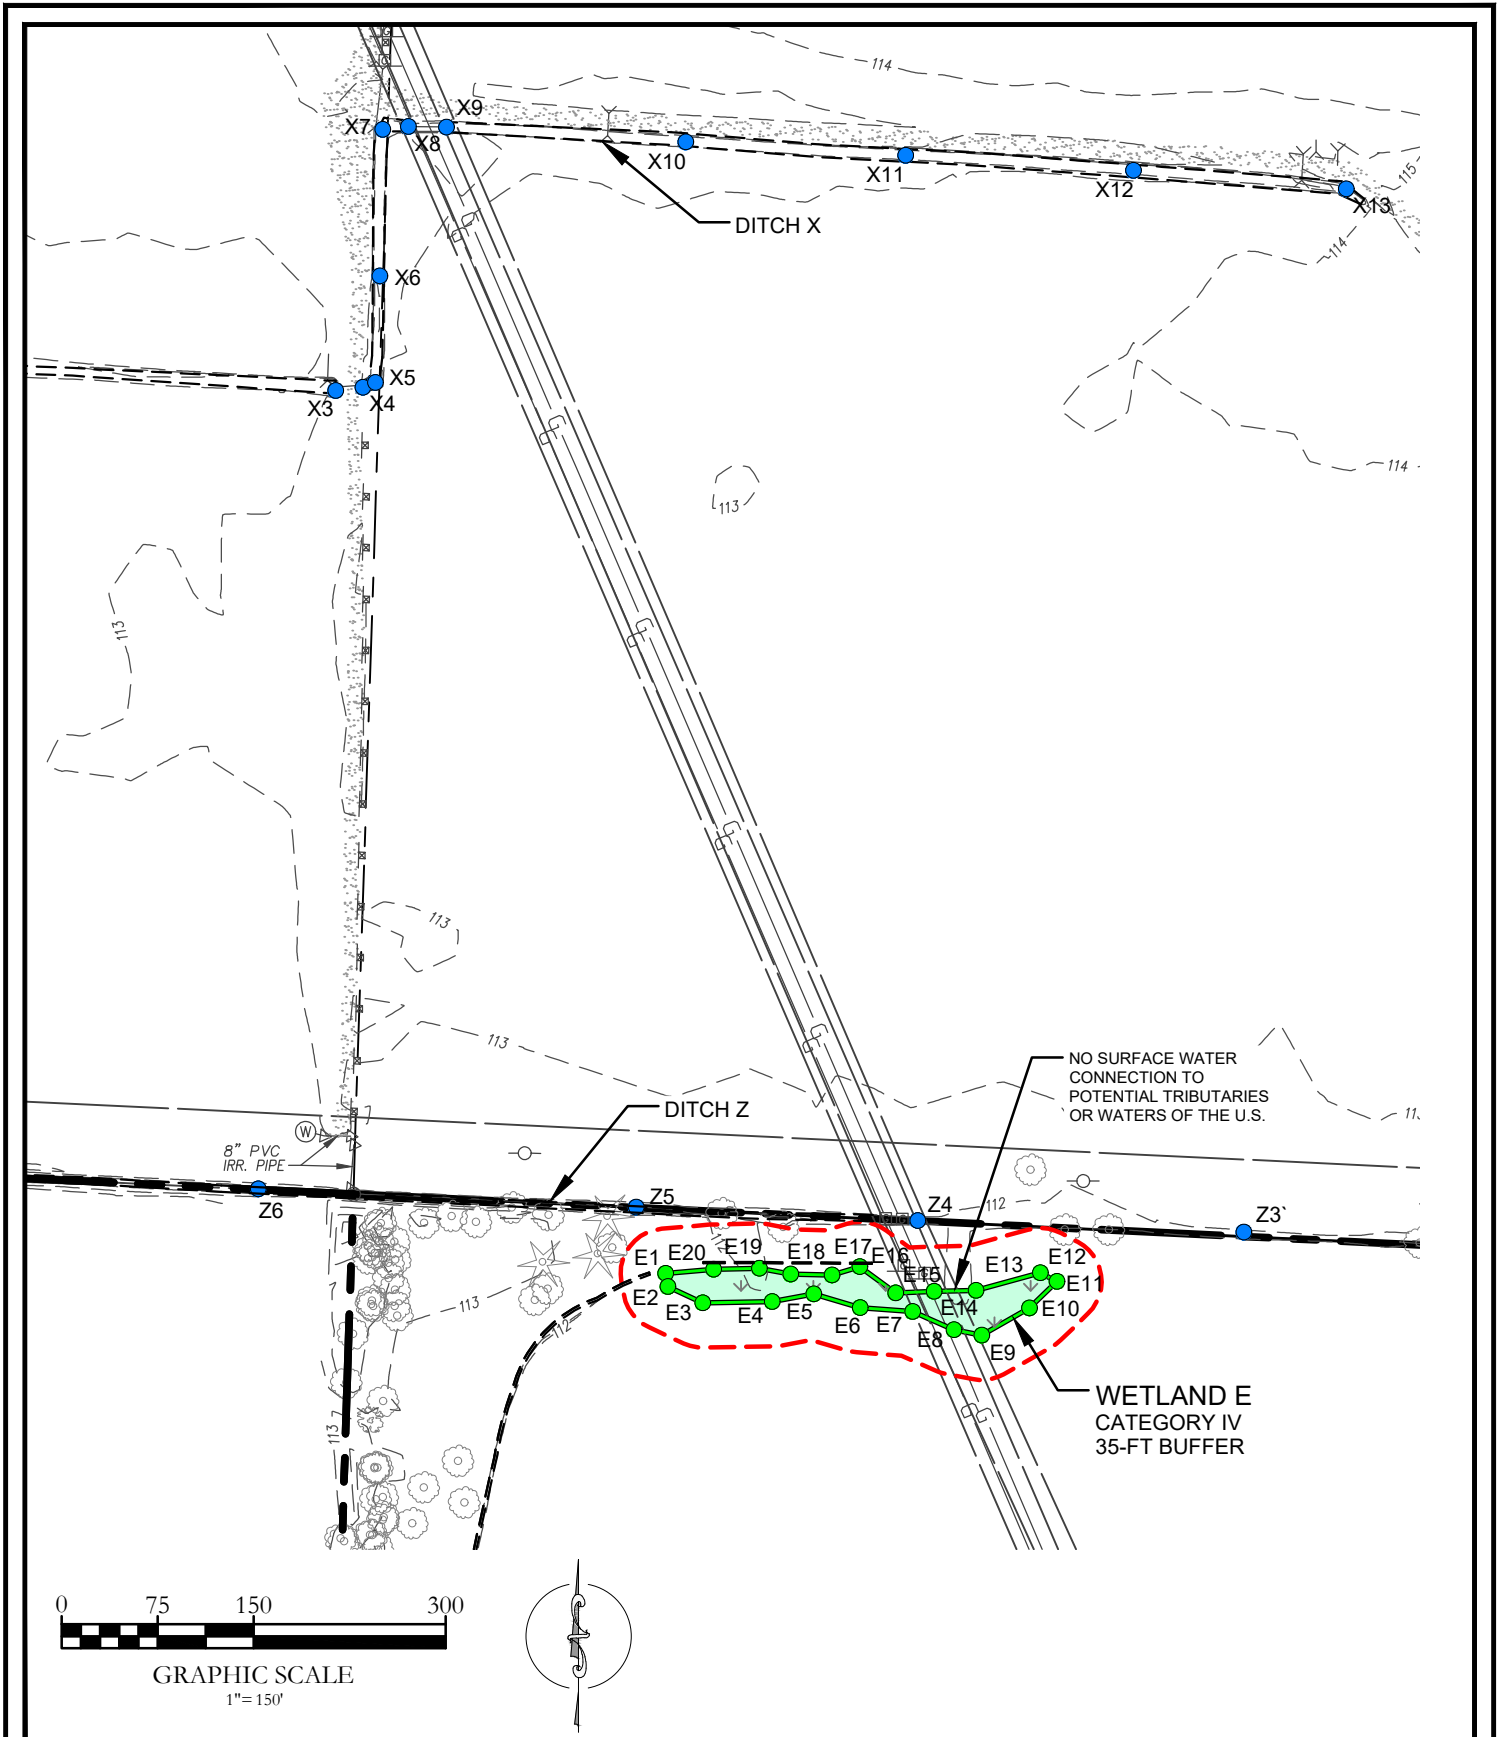 114
X9
X7
X8
X10
X11
X12
X13
115
DITCH X
114
X6
X5
X3
X4
114
113
113
113
113
NO SURFACE WATER
CONNECTION TO
POTENTIAL TRIBUTARIES
OR WATERS OF THE U.S.
DITCH Z
W
8" PVC
IRR. PIPE
Z6
Z5
Z4
112
Z3`
E1
E20
E19
E18
E17
E16
E15
E14
E13
E12
E11
E2
E3
E4
E5
E6
E7
E8
E9
E10
113
112
113
WETLAND E
CATEGORY IV
35-FT BUFFER
0 75 150 300
GRAPHIC SCALE
1"= 150'